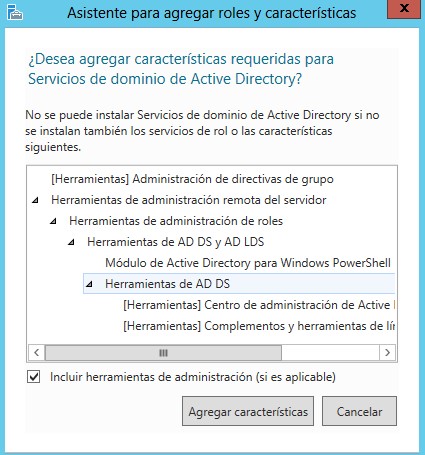 Asistente para agregar roles y características
¿Desea agregar características requeridas para
Servicios de dominio de Active Directory?
No se puede instalar Servicios de dominio de Active Directory si no
se instalan también los servicios de rol o las características
siguientes.
[Herramientas] Administración de directivas de grupo
Herramientas de administración remota del servidor
Herramientas de administración de roles
Herramientas de AD DS y AD LDS
Módulo de Active Directory para Windows PowerShell
Herramientas de AD DS
[Herramientas] Centro de administración de Active
[Herramientas] Complementos y herramientas de
Incluir herramientas de administración (si es aplicable)
Agregar características
Cancelar